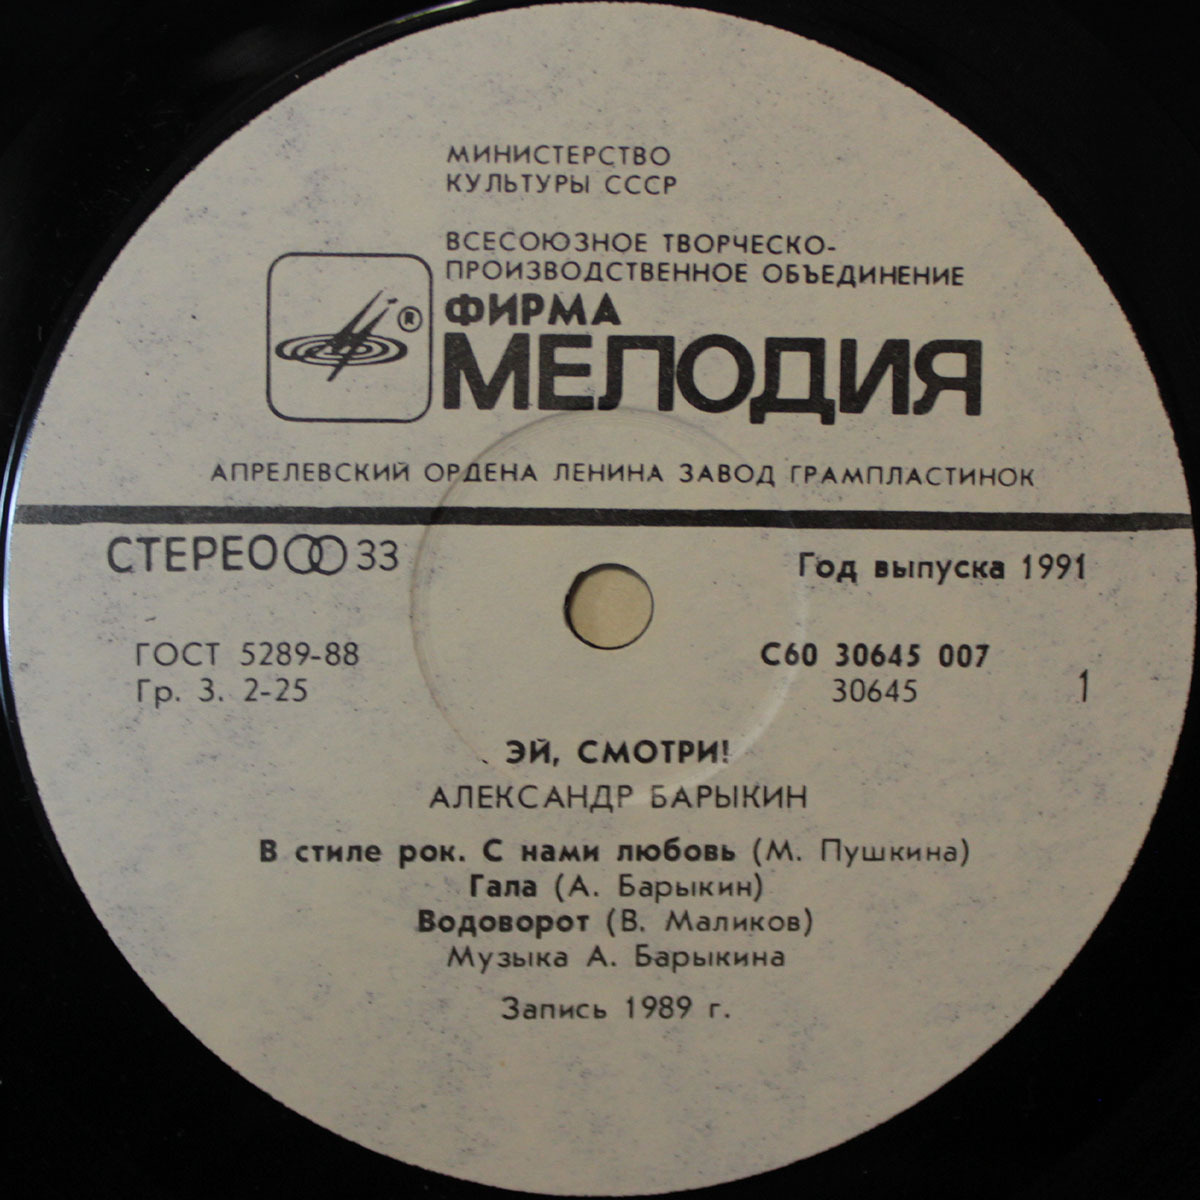 МИНИСТЕРСТВО
КУЛЬТУРЫ СССР
ВСЕСОЮЗНОЕ ТВОРЧЕСКО-
ПРОИЗВОДСТВЕННОЕ ОБЪЕДИНЕНИЕ
ФИРМА
®
МЕЛОДИЯ
АПРЕЛЕВСКИЙ ОРДЕНА ЛЕНИНА ЗАВОД ГРАМПЛАСТИНОК
СТЕРЕО 33
Год выпуска 1991
ГОСТ 5289-88
Гр. 3. 2-25
С60 30645 007
30645
1
ЭЙ, СМОТРИ!
АЛЕКСАНДР БАРЫКИН
В стиле рок. С нами любовь (М. Пушкина)
Гала (А. Барыкин)
Водоворот (В. Маликов)
Музыка А. Барыкина
Запись 1989 г.